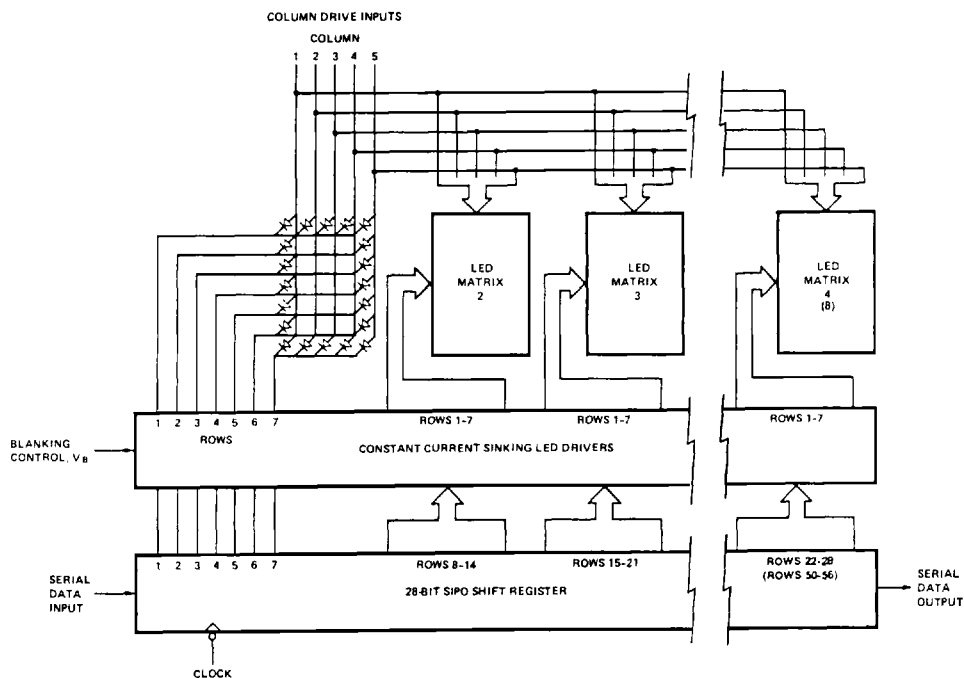 COLUMN DRIVE INPUTS
COLUMN
1 2 3 4 5
LED
MATRIX
2
LED
MATRIX
3
LED
MATRIX
4
(8)
1 2 3 4 5 6 7
ROWS
ROWS 1-7
ROWS 1-7
ROWS 1-7
BLANKING
CONTROL, VB
CONSTANT CURRENT SINKING LED DRIVERS
1 2 3 4 5 6 7
ROWS 8-14
ROWS 15-21
ROWS 22-28
(ROWS 50-56)
SERIAL
DATA
INPUT
28-BIT SIPO SHIFT REGISTER
SERIAL
DATA
OUTPUT
CLOCK